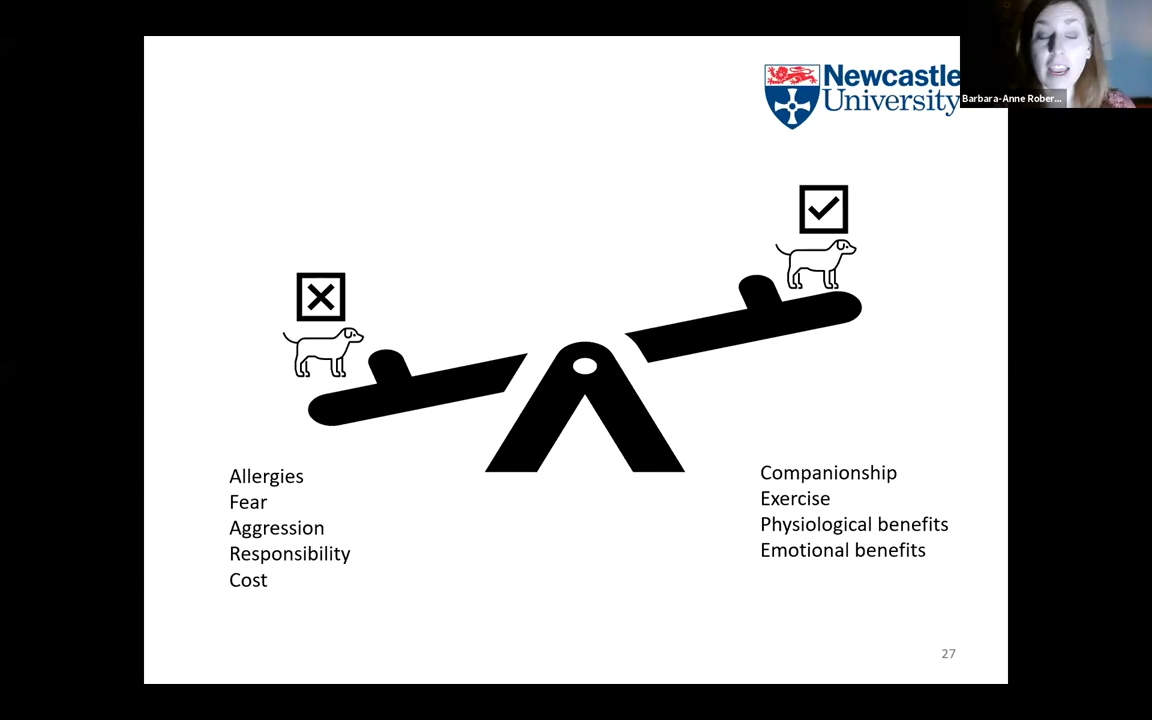 Newcastle
University
Barbara-Anne Rober...
Allergies
Fear
Aggression
Responsibility
Cost
Companionship
Exercise
Physiological benefits
Emotional benefits
27